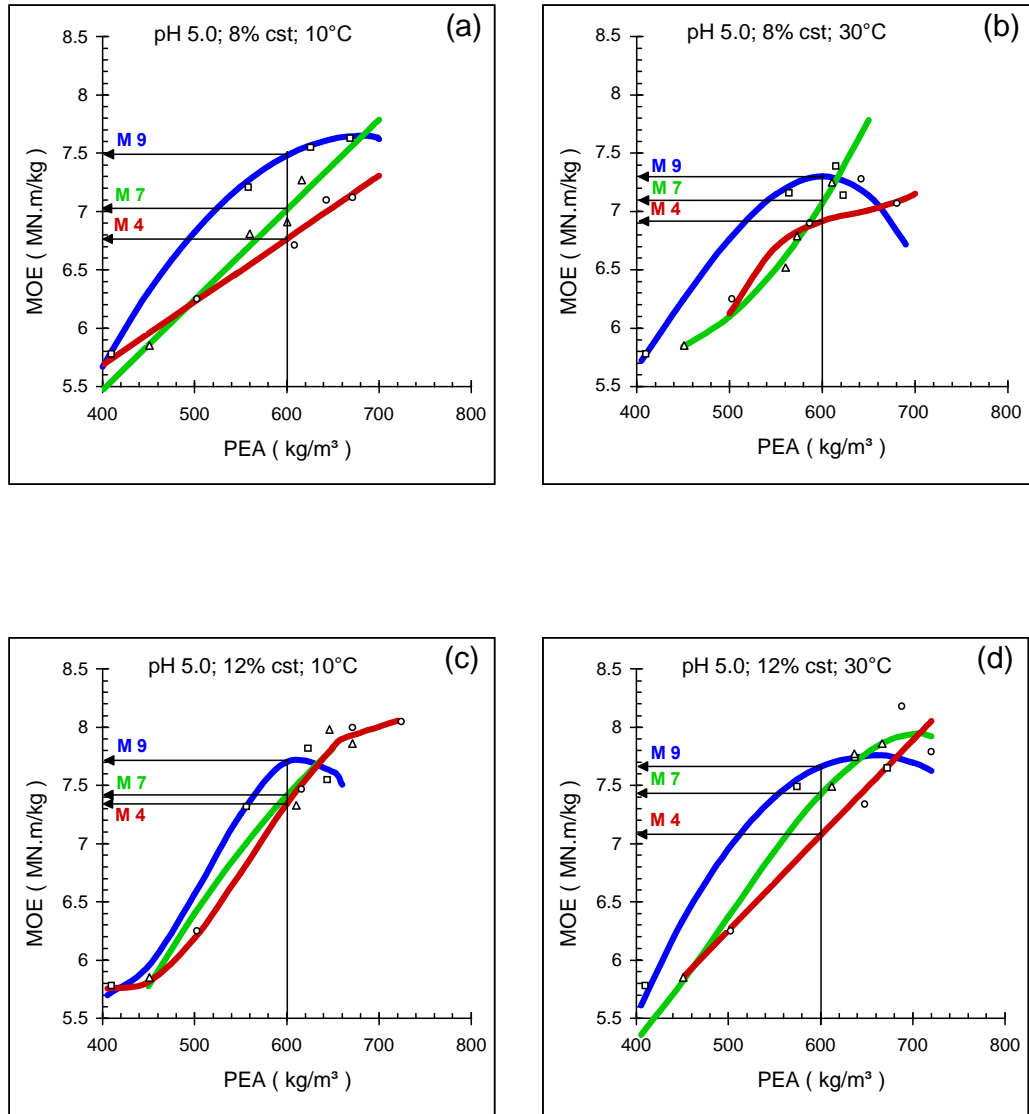 (a)
pH 5.0; 8% cst; 10°C
8.5
8
7.5
7
6.5
6
5.5
M 9
M 7
M 4
MOE ( MN.m/kg)
400 500 600 700 800
PEA ( kg/m³ )
(b)
pH 5.0; 8% cst; 30°C
8.5
8
7.5
7
6.5
6
5.5
M 9
M 7
M 4
MOE ( MN.m/kg)
400 500 600 700 800
PEA ( kg/m³ )
(c)
pH 5.0; 12% cst; 10°C
8.5
8
7.5
7
6.5
6
5.5
M 9
M 7
M 4
MOE ( MN.m/kg)
400 500 600 700 800
PEA ( kg/m³ )
(d)
pH 5.0; 12% cst; 30°C
8.5
8
7.5
7
6.5
6
5.5
M 9
M 7
M 4
MOE ( MN.m/kg)
400 500 600 700 800
PEA ( kg/m³ )